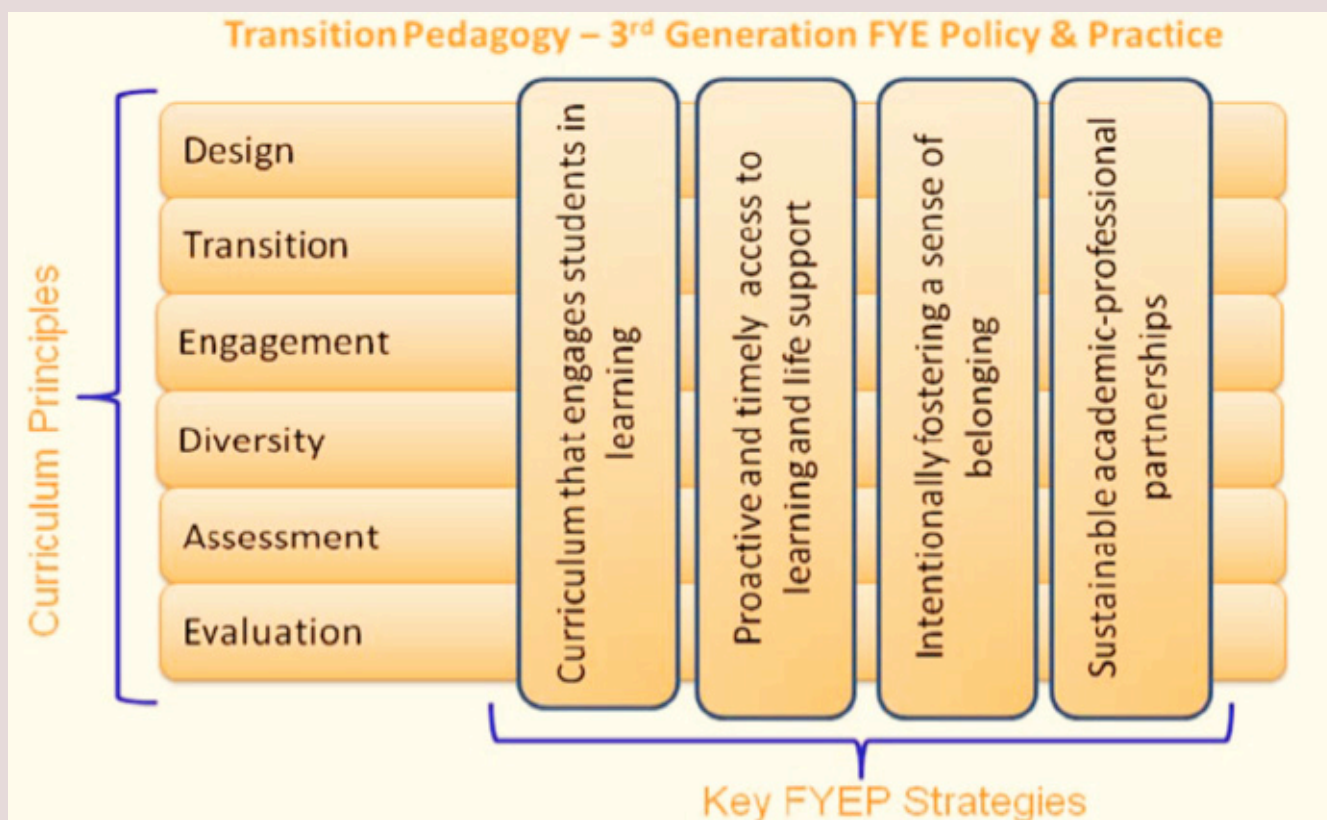 Transition Pedagogy – 3rd Generation FYE Policy & Practice
Curriculum Principles
Design
Transition
Engagement
Diversity
Assessment
Evaluation
Curriculum that engages students in
learning
Proactive and timely access to
learning and life support
Intentionally fostering a sense of
belonging
Sustainable academic-professional
partnerships
Key FYEP Strategies